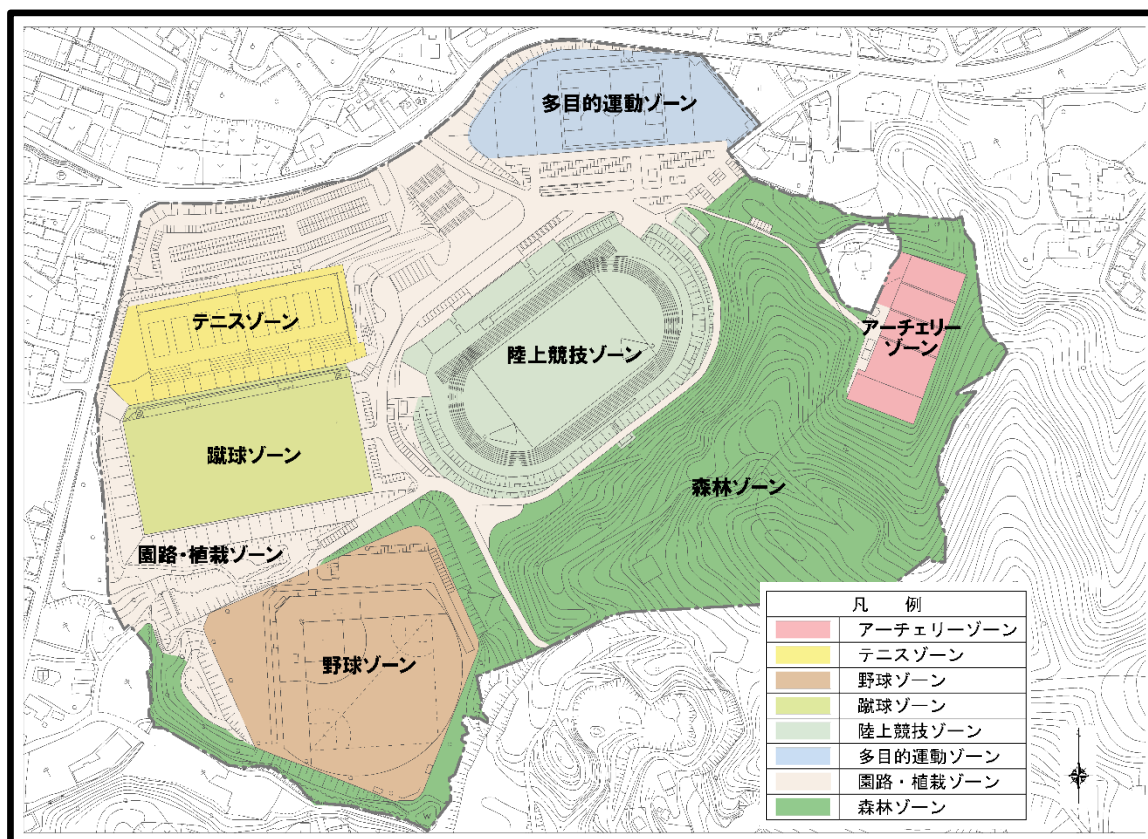 多目的運動ゾーン
テニスゾーン
陸上競技ゾーン
アーチェリー
ゾーン
蹴球ゾーン
森林ゾーン
園路・植栽ゾーン
野球ゾーン
凡 例
アーチェリーゾーン
テニスゾーン
野球ゾーン
蹴球ゾーン
陸上競技ゾーン
多目的運動ゾーン
園路・植栽ゾーン
森林ゾーン